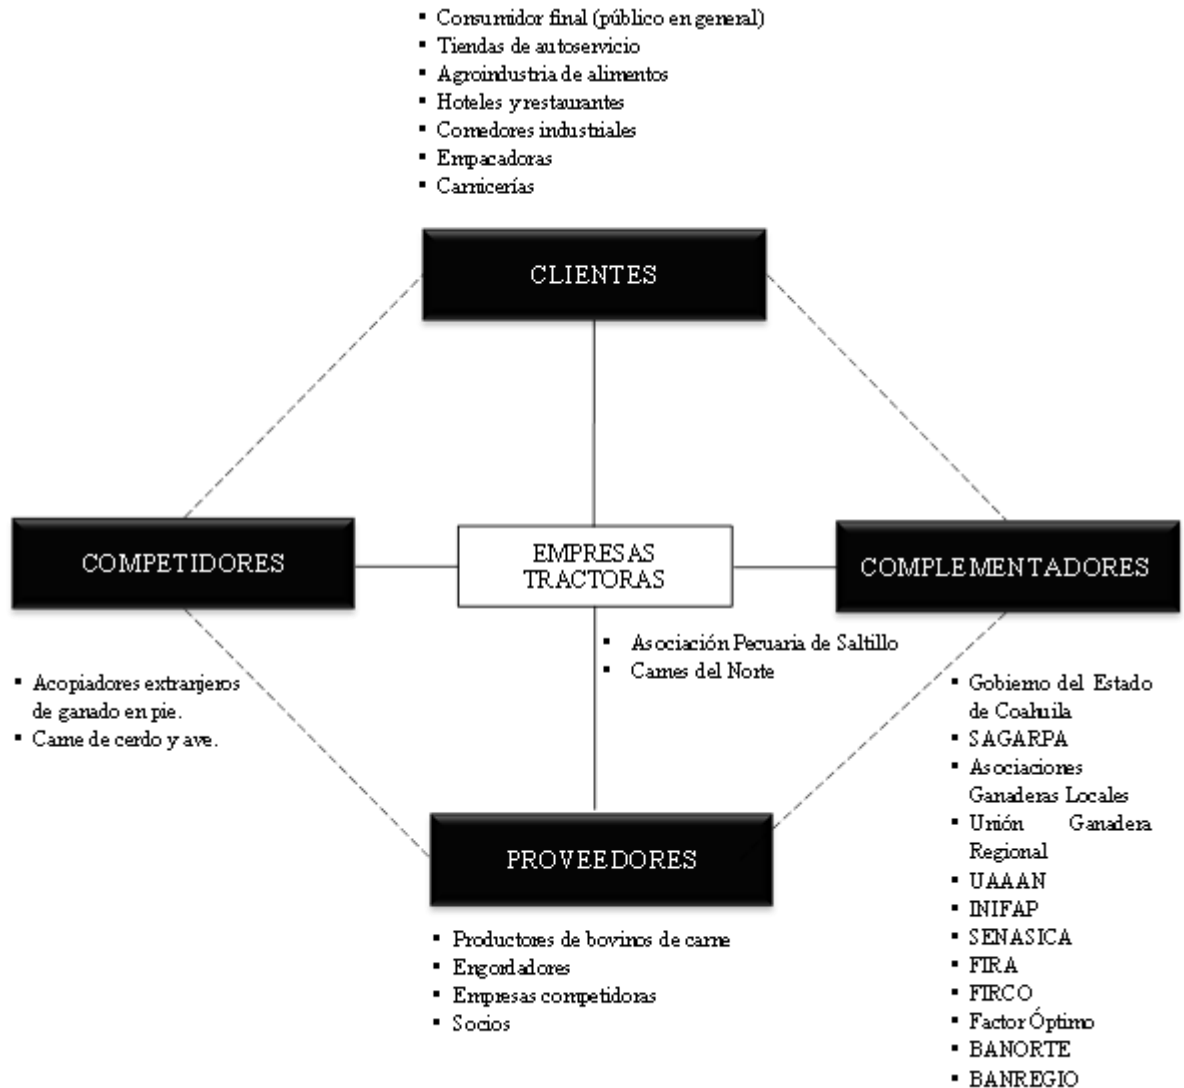 ▪ Consumidor final (público en general)
▪ Tiendas de autoservicio
▪ Agroindustria de alimentos
▪ Hoteles y restaurantes
▪ Comedores industriales
▪ Empacadoras
▪ Carnicerías
CLIENTES
COMPETIDORES
EMPRESAS
TRACTORAS
COMPLEMENTADORES
▪ Asociación Pecuaria de Saltillo
▪ Carnes del Norte
▪ Acopiadores extranjeros
de ganado en pie.
▪ Carne de cerdo y ave.
PROVEEDORES
▪ Productores de bovinos de carne
▪ Engordadores
▪ Empresas competidoras
▪ Socios
▪ Gobierno del Estado
de Coahuila
▪ SAGARPA
▪ Asociaciones
Ganaderas Locales
▪ Unión Ganadera
Regional
▪ UAAAN
▪ INIFAP
▪ SENASICA
▪ FIRA
▪ FIRCO
▪ Factor Óptimo
▪ BANORTE
▪ BANREGIO